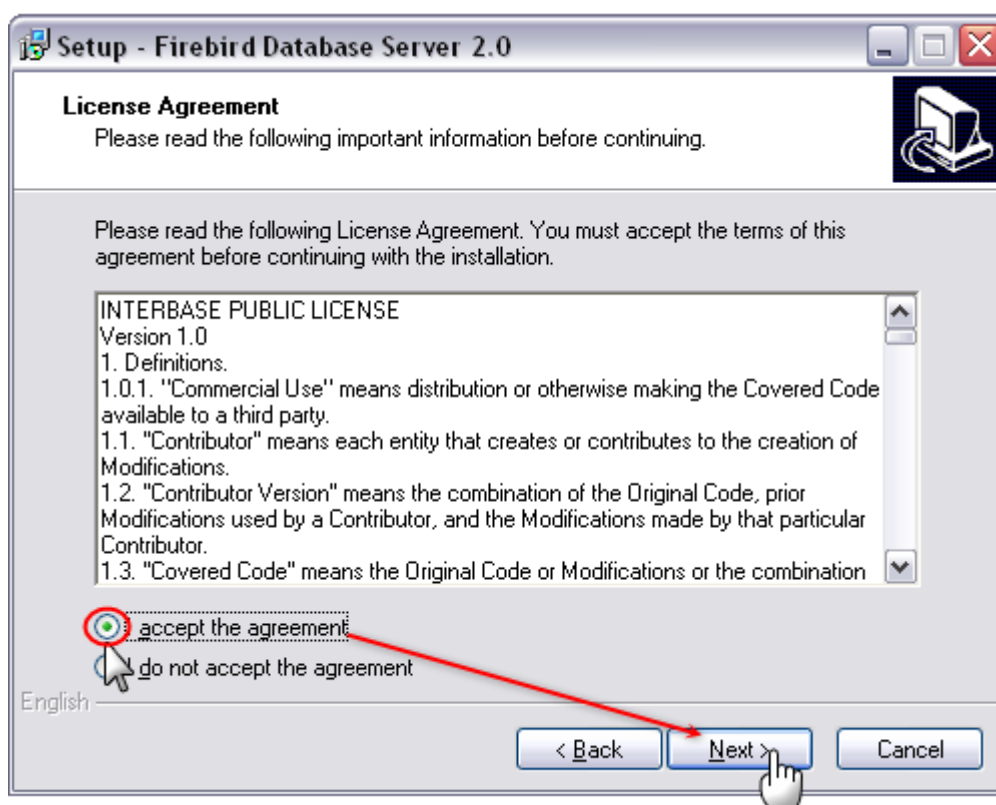 Setup - Firebird Database Server 2.0
License Agreement
Please read the following important information before continuing.
Please read the following License Agreement. You must accept the terms of this
agreement before continuing with the installation.
INTERBASE PUBLIC LICENSE
Version 1.0
1. Definitions.
1.0.1. "Commercial Use" means distribution or otherwise making the Covered Code
available to a third party.
1.1. "Contributor" means each entity that creates or contributes to the creation of
Modifications.
1.2. "Contributor Version" means the combination of the Original Code, prior
Modifications used by a Contributor, and the Modifications made by that particular
Contributor.
1.3. "Covered Code" means the Original Code or Modifications or the combination
I accept the agreement
I do not accept the agreement
English
< Back
Next >
Cancel